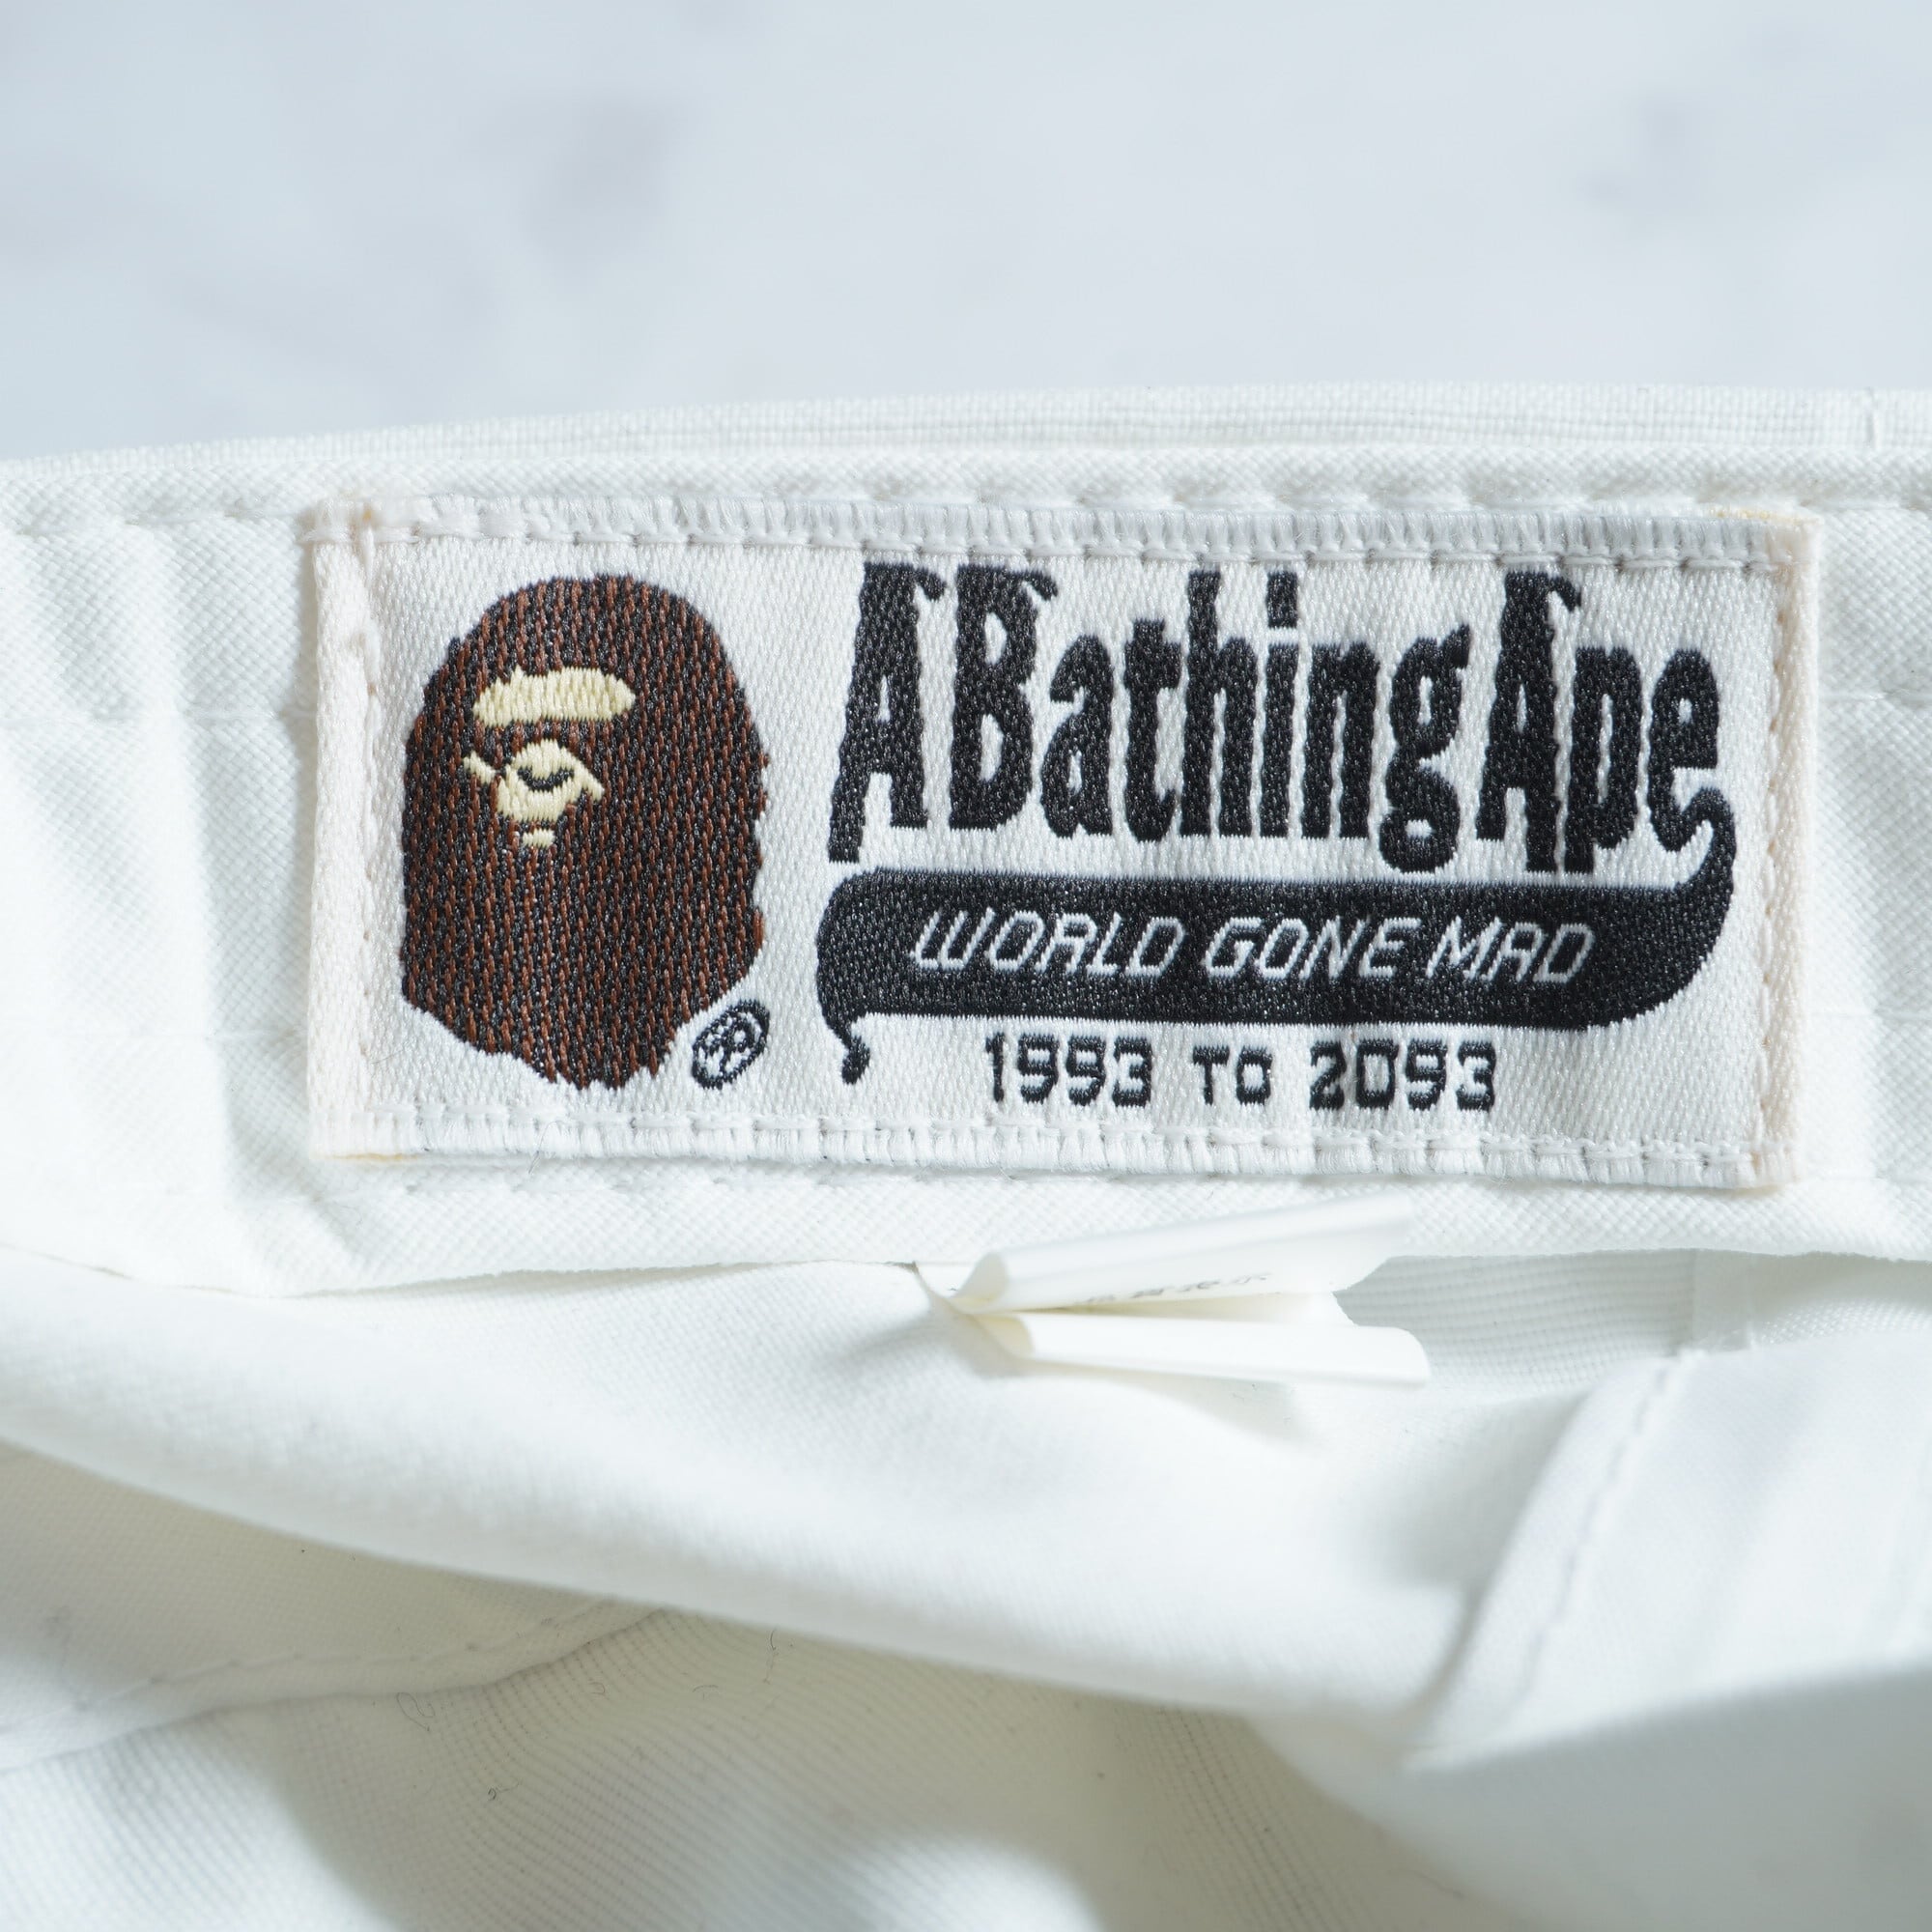 A Bathing Ape
WORLD GONE MAD
1993 TO 2093